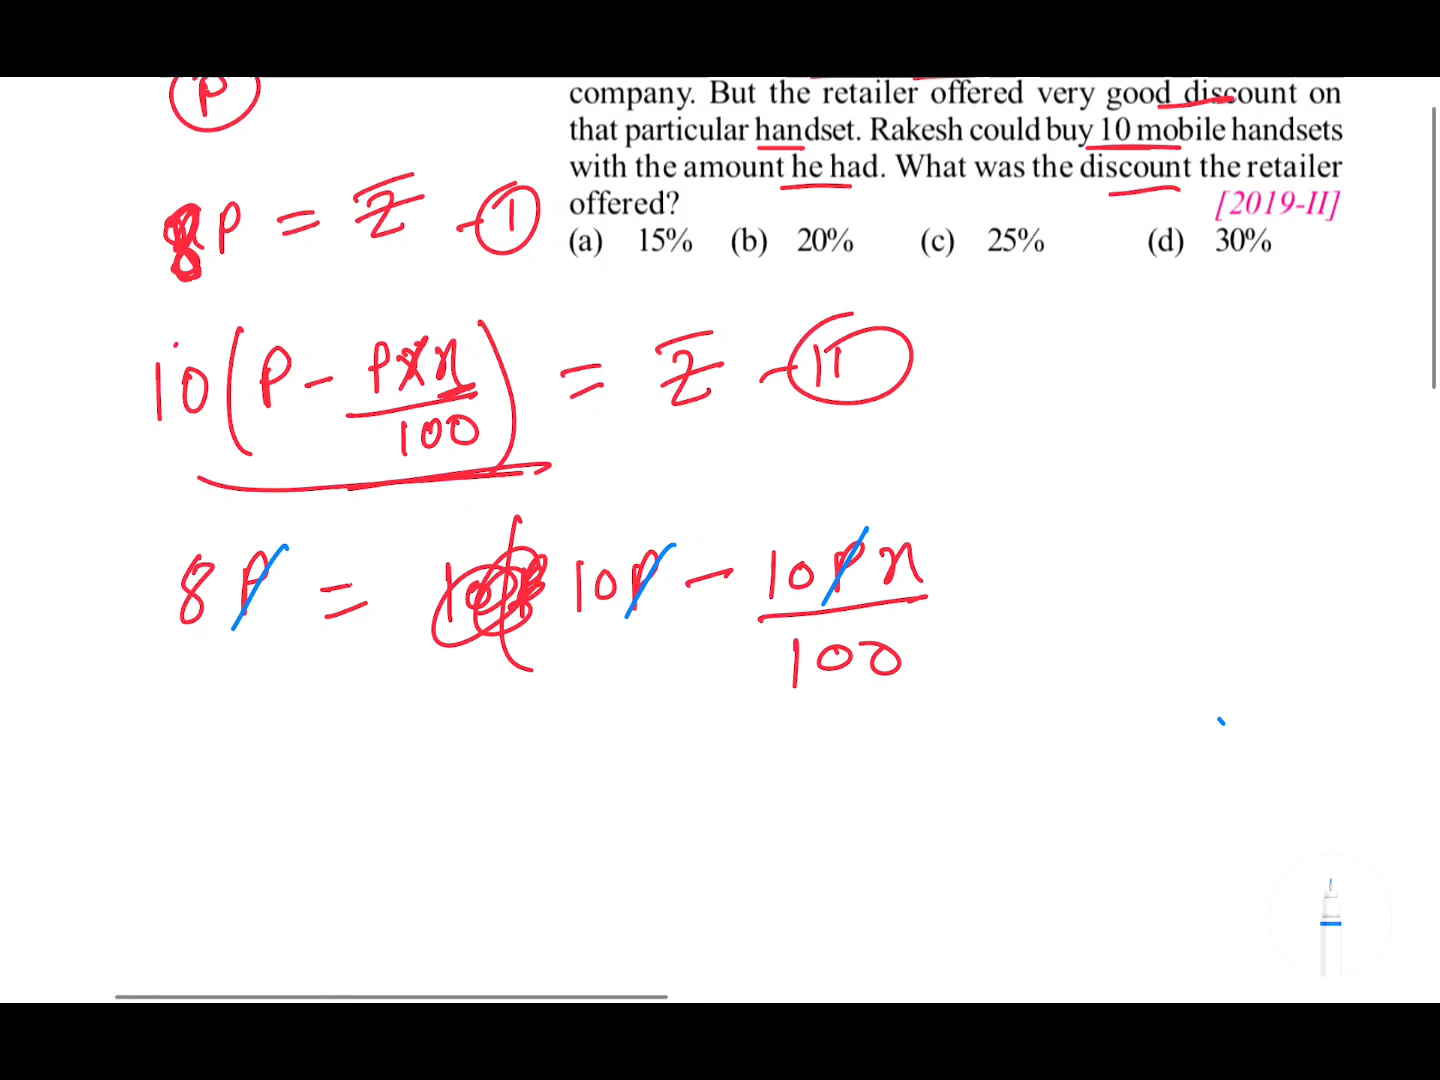 P
company. But the retailer offered very good discount on
that particular handset. Rakesh could buy 10 mobile handsets
with the amount he had. What was the discount the retailer
offered?
[2019-II]
(a) 15% (b) 20% (c) 25% (d) 30%
8P = Z - I
10(P - P×x/100) = Z - II
8P = 10P - 10Px/100